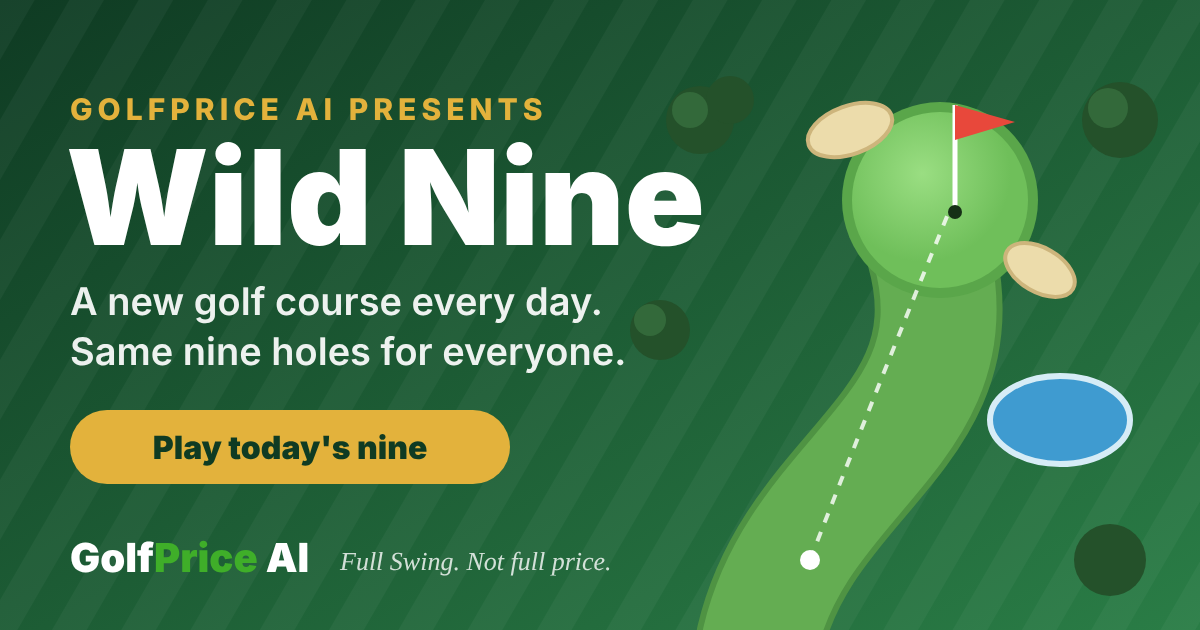 GOLFPRICE AI PRESENTS
Wild Nine
A new golf course every day.
Same nine holes for everyone.
Play today's nine
GolfPrice AI
Full Swing. Not full price.